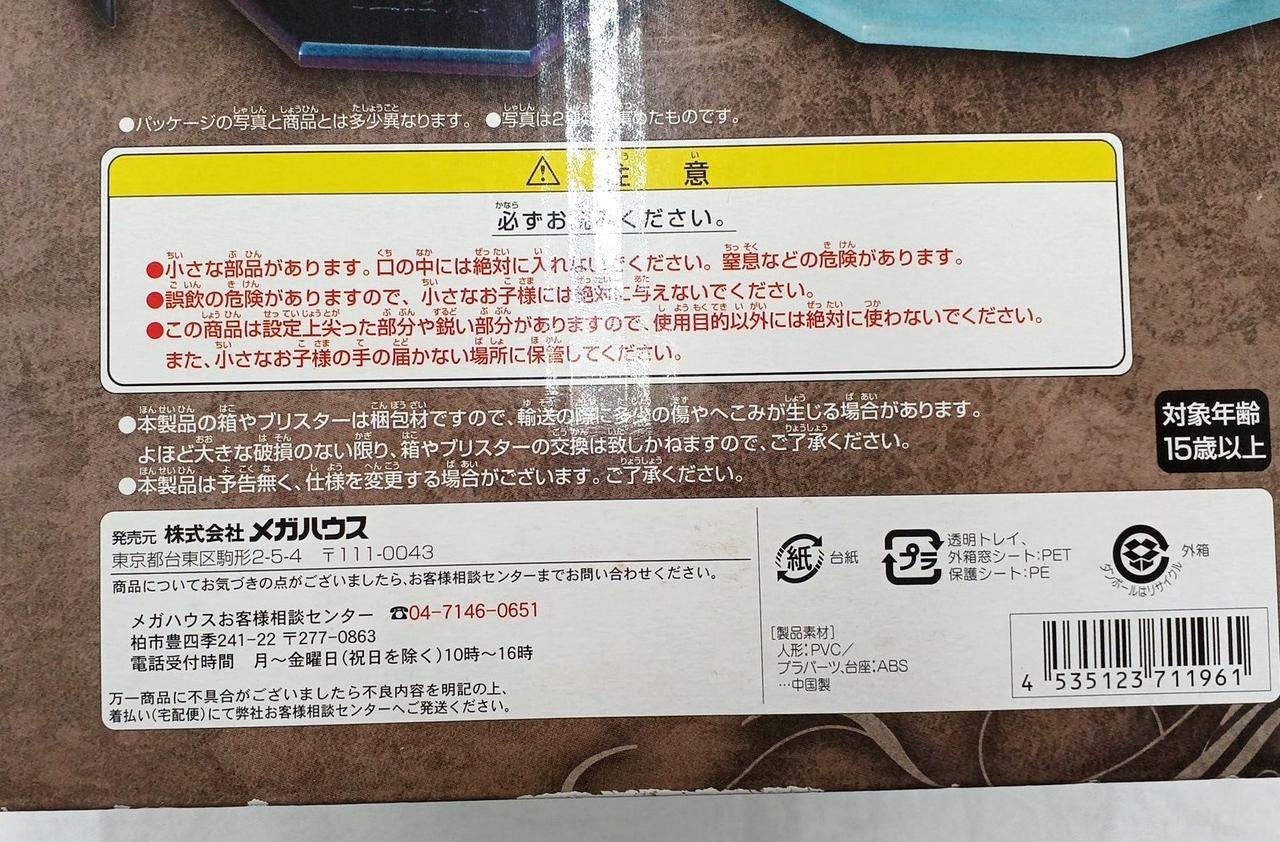 ●パッケージの写真と商品とは多少異なります。 ●写真は2 めたものです。
⚠ 注 意
必ずお読みください。
●小さな部品があります。口の中には絶対に入れないでください。窒息などの危険があります。
●誤飲の危険がありますので、小さなお子様には絶対に与えないでください。
●この商品は設定上尖った部分や鋭い部分がありますので、使用目的以外には絶対に使わないでください。
また、小さなお子様の手の届かない場所に保管してください。
●本製品の箱やブリスターは梱包材ですので、輸送の際に多少の傷やへこみが生じる場合があります。
よほど大きな破損のない限り、箱やブリスターの交換は致しかねますので、ご了承ください。
●本製品は予告無く、仕様を変更する場合がございます。ご了承ください。
対象年齢
15歳以上
発売元 株式会社 メガハウス
東京都台東区駒形2-5-4 〒111-0043
商品についてお気づきの点がございましたら、お客様相談センターまでお問い合わせください。
メガハウスお客様相談センター ☎04-7146-0651
柏市豊四季241-22 〒277-0863
電話受付時間 月〜金曜日(祝日を除く)10時〜16時
万一商品に不具合がございましたら不良内容を明記の上、
着払い(宅配便)にて弊社お客様相談センターへご発送ください。
紙 台紙
プラ 透明トレイ、
外箱窓シート:PET
保護シート:PE
外箱
ダンボールはリサイクル
[製品素材]
人形:PVC/
プラパーツ、台座:ABS
…中国製
4 535123 711961